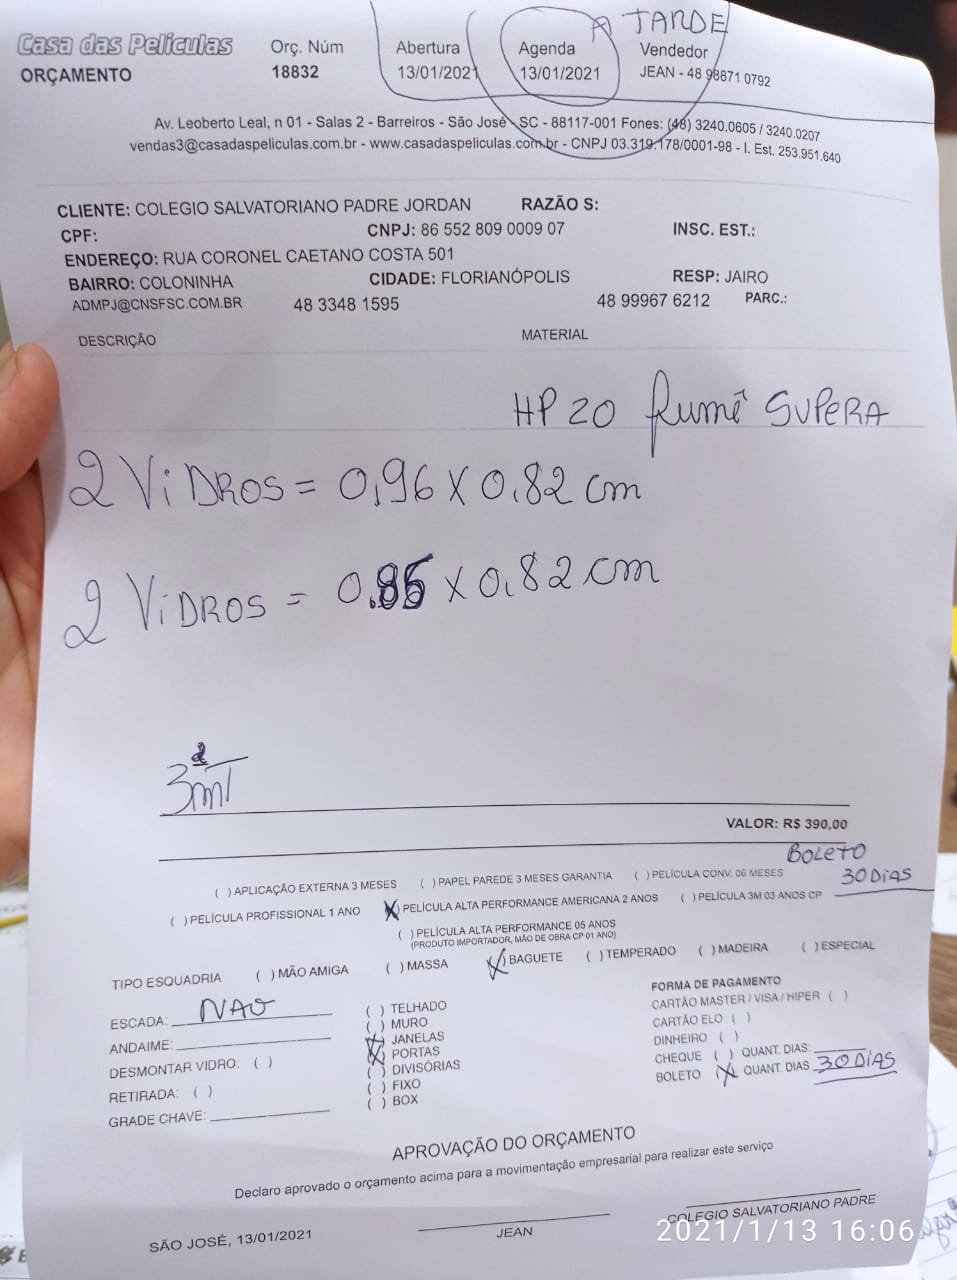 A TARDE
Casa das Películas
ORÇAMENTO
Orç. Núm
18832
Abertura
13/01/2021
Agenda
13/01/2021
Vendedor
JEAN - 48 98871 0792
Av. Leoberto Leal, n 01 - Salas 2 - Barreiros - São José - SC - 88117-001 Fones: (48) 3240.0605 / 3240.0207
vendas3@casadaspeliculas.com.br - www.casadaspeliculas.com.br - CNPJ 03.319.178/0001-98 - I. Est. 253.951.640
CLIENTE: COLEGIO SALVATORIANO PADRE JORDAN RAZÃO S:
CPF: CNPJ: 86 552 809 0009 07 INSC. EST.:
ENDEREÇO: RUA CORONEL CAETANO COSTA 501
BAIRRO: COLONINHA CIDADE: FLORIANÓPOLIS RESP: JAIRO
ADMPJ@CNSFSC.COM.BR 48 3348 1595 48 99967 6212 PARC.:
DESCRIÇÃO MATERIAL
HP 20 fumê SUPERA
2 ViDROS = 0,96 X 0,82 cm
2 ViDROS = 0.86 X 0,82 cm
VALOR: R$ 390,00
BOLETO
30 DIAS
( ) APLICAÇÃO EXTERNA 3 MESES ( ) PAPEL PAREDE 3 MESES GARANTIA ( ) PELÍCULA CONV. 06 MESES
( ) PELÍCULA PROFISSIONAL 1 ANO (X) PELÍCULA ALTA PERFORMANCE AMERICANA 2 ANOS ( ) PELÍCULA 3M 03 ANOS CP
( ) PELÍCULA ALTA PERFORMANCE 05 ANOS
(PRODUTO IMPORTADOR, MÃO DE OBRA CP 01 ANO)
TIPO ESQUADRIA ( ) MÃO AMIGA ( ) MASSA (X) BAGUETE ( ) TEMPERADO ( ) MADEIRA ( ) ESPECIAL
ESCADA: NAO
ANDAIME:
DESMONTAR VIDRO: ( )
RETIRADA: ( )
GRADE CHAVE:
( ) TELHADO
( ) MURO
(X) JANELAS
(X) PORTAS
( ) DIVISÓRIAS
( ) FIXO
( ) BOX
FORMA DE PAGAMENTO
CARTÃO MASTER / VISA / HIPER ( )
CARTÃO ELO ( )
DINHEIRO ( )
CHEQUE ( ) QUANT. DIAS:
BOLETO (X) QUANT. DIAS 30 DIAS
APROVAÇÃO DO ORÇAMENTO
Declaro aprovado o orçamento acima para a movimentação empresarial para realizar este serviço
SÃO JOSÉ, 13/01/2021
JEAN
COLEGIO SALVATORIANO PADRE
2021/1/13 16:06